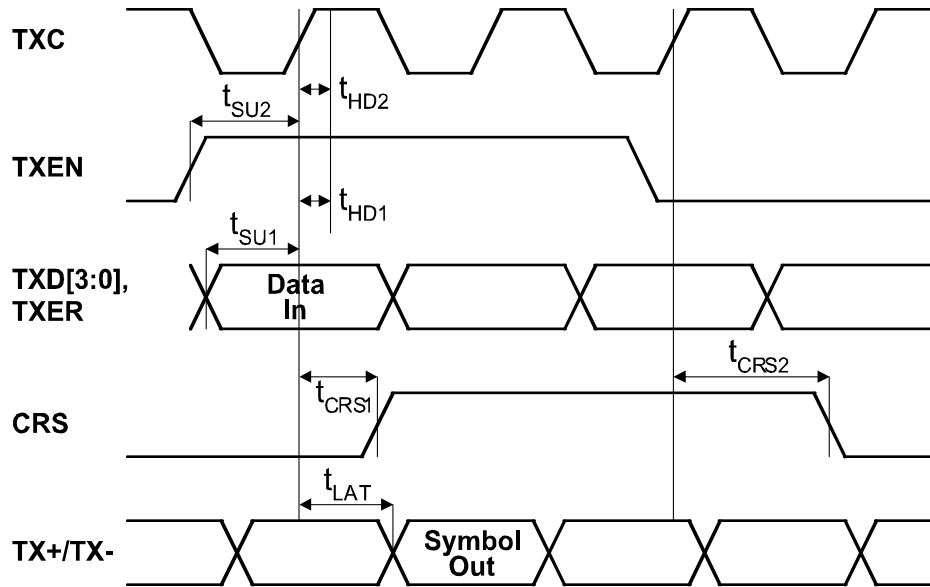 TXC
tSU2
tHD2
TXEN
tHD1
tSU1
TXD[3:0],
TXER
Data
In
tCRS2
tCRS1
CRS
tLAT
TX+/TX-
Symbol
Out